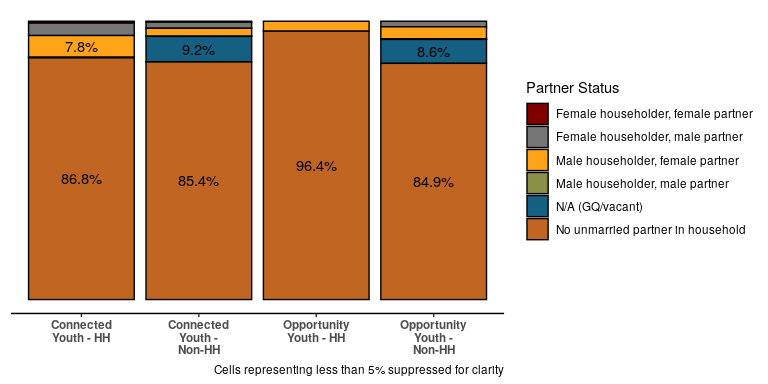 7.8%
9.2%
8.6%
86.8%
85.4%
96.4%
84.9%
Connected
Youth - HH
Connected
Youth -
Non-HH
Opportunity
Youth - HH
Opportunity
Youth -
Non-HH
Partner Status
Female householder, female partner
Female householder, male partner
Male householder, female partner
Male householder, male partner
N/A (GQ/vacant)
No unmarried partner in household
Cells representing less than 5% suppressed for clarity